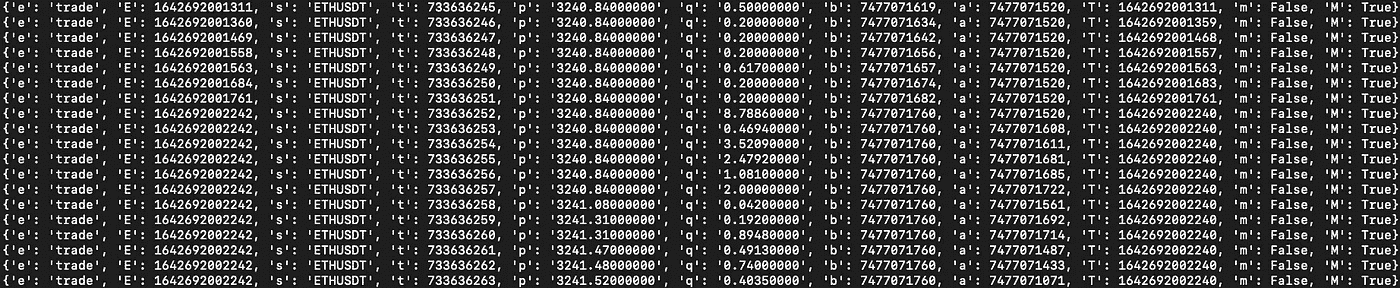 {'e': 'trade', 'E': 1642692001311, 's': 'ETHUSDT', 't': 733636245, 'p': '3240.84000000', 'q': '0.50000000', 'b': 7477071619, 'a': 7477071520, 'T': 1642692001311, 'm': False, 'M': True}
{'e': 'trade', 'E': 1642692001360, 's': 'ETHUSDT', 't': 733636246, 'p': '3240.84000000', 'q': '0.20000000', 'b': 7477071634, 'a': 7477071520, 'T': 1642692001359, 'm': False, 'M': True}
{'e': 'trade', 'E': 1642692001469, 's': 'ETHUSDT', 't': 733636247, 'p': '3240.84000000', 'q': '0.20000000', 'b': 7477071642, 'a': 7477071520, 'T': 1642692001468, 'm': False, 'M': True}
{'e': 'trade', 'E': 1642692001558, 's': 'ETHUSDT', 't': 733636248, 'p': '3240.84000000', 'q': '0.20000000', 'b': 7477071656, 'a': 7477071520, 'T': 1642692001557, 'm': False, 'M': True}
{'e': 'trade', 'E': 1642692001563, 's': 'ETHUSDT', 't': 733636249, 'p': '3240.84000000', 'q': '0.61700000', 'b': 7477071657, 'a': 7477071520, 'T': 1642692001563, 'm': False, 'M': True}
{'e': 'trade', 'E': 1642692001684, 's': 'ETHUSDT', 't': 733636250, 'p': '3240.84000000', 'q': '0.20000000', 'b': 7477071674, 'a': 7477071520, 'T': 1642692001683, 'm': False, 'M': True}
{'e': 'trade', 'E': 1642692001761, 's': 'ETHUSDT', 't': 733636251, 'p': '3240.84000000', 'q': '0.20000000', 'b': 7477071682, 'a': 7477071520, 'T': 1642692001761, 'm': False, 'M': True}
{'e': 'trade', 'E': 1642692002242, 's': 'ETHUSDT', 't': 733636252, 'p': '3240.84000000', 'q': '8.78860000', 'b': 7477071760, 'a': 7477071520, 'T': 1642692002240, 'm': False, 'M': True}
{'e': 'trade', 'E': 1642692002242, 's': 'ETHUSDT', 't': 733636253, 'p': '3240.84000000', 'q': '0.46940000', 'b': 7477071760, 'a': 7477071608, 'T': 1642692002240, 'm': False, 'M': True}
{'e': 'trade', 'E': 1642692002242, 's': 'ETHUSDT', 't': 733636254, 'p': '3240.84000000', 'q': '3.52090000', 'b': 7477071760, 'a': 7477071611, 'T': 1642692002240, 'm': False, 'M': True}
{'e': 'trade', 'E': 1642692002242, 's': 'ETHUSDT', 't': 733636255, 'p': '3240.84000000', 'q': '2.47920000', 'b': 7477071760, 'a': 7477071681, 'T': 1642692002240, 'm': False, 'M': True}
{'e': 'trade', 'E': 1642692002242, 's': 'ETHUSDT', 't': 733636256, 'p': '3240.84000000', 'q': '1.08100000', 'b': 7477071760, 'a': 7477071685, 'T': 1642692002240, 'm': False, 'M': True}
{'e': 'trade', 'E': 1642692002242, 's': 'ETHUSDT', 't': 733636257, 'p': '3240.84000000', 'q': '2.00000000', 'b': 7477071760, 'a': 7477071722, 'T': 1642692002240, 'm': False, 'M': True}
{'e': 'trade', 'E': 1642692002242, 's': 'ETHUSDT', 't': 733636258, 'p': '3241.08000000', 'q': '0.04200000', 'b': 7477071760, 'a': 7477071561, 'T': 1642692002240, 'm': False, 'M': True}
{'e': 'trade', 'E': 1642692002242, 's': 'ETHUSDT', 't': 733636259, 'p': '3241.31000000', 'q': '0.19200000', 'b': 7477071760, 'a': 7477071692, 'T': 1642692002240, 'm': False, 'M': True}
{'e': 'trade', 'E': 1642692002242, 's': 'ETHUSDT', 't': 733636260, 'p': '3241.31000000', 'q': '0.89480000', 'b': 7477071760, 'a': 7477071714, 'T': 1642692002240, 'm': False, 'M': True}
{'e': 'trade', 'E': 1642692002242, 's': 'ETHUSDT', 't': 733636261, 'p': '3241.47000000', 'q': '0.49130000', 'b': 7477071760, 'a': 7477071487, 'T': 1642692002240, 'm': False, 'M': True}
{'e': 'trade', 'E': 1642692002242, 's': 'ETHUSDT', 't': 733636262, 'p': '3241.48000000', 'q': '0.74000000', 'b': 7477071760, 'a': 7477071433, 'T': 1642692002240, 'm': False, 'M': True}
{'e': 'trade', 'E': 1642692002242, 's': 'ETHUSDT', 't': 733636263, 'p': '3241.52000000', 'q': '0.40350000', 'b': 7477071760, 'a': 7477071071, 'T': 1642692002240, 'm': False, 'M': True}